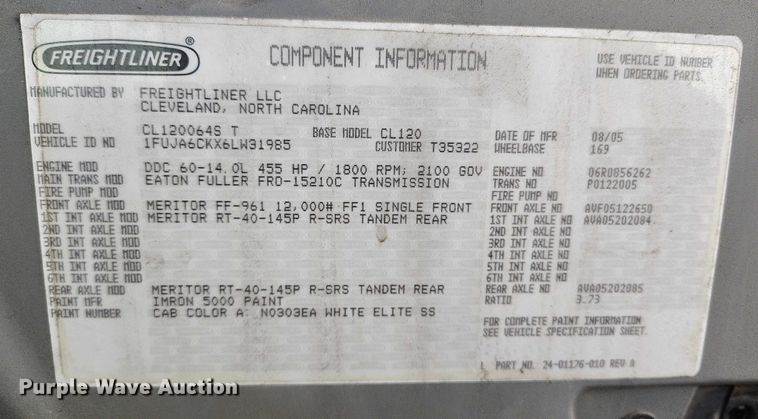 FREIGHTLINER ®
COMPONENT INFORMATION
USE VEHICLE ID NUMBER
WHEN ORDERING PARTS.
MANUFACTURED BY FREIGHTLINER LLC
CLEVELAND, NORTH CAROLINA
MODEL CL120064S T BASE MODEL CL120 DATE OF MFR 08/05
VEHICLE ID NO 1FUJA6CKX6LW31985 CUSTOMER T35322 WHEELBASE 169
ENGINE MOD DDC 60-14.0L 455 HP / 1800 RPM; 2100 GOV ENGINE NO 06R0856262
MAIN TRANS MOD EATON FULLER FRO-15210C TRANSMISSION TRANS NO P0122005
FIRE PUMP MOD FIRE PUMP NO
FRONT AXLE MOD MERITOR FF-961 12,000# FF1 SINGLE FRONT FRONT AXLE NO AVF05122650
1ST INT AXLE MOD MERITOR RT-40-145P R-SRS TANDEM REAR 1ST INT AXLE NO AVA05202084
2ND INT AXLE MOD 2ND INT AXLE NO
3RD INT AXLE MOD 3RD INT AXLE NO
4TH INT AXLE MOD 4TH INT AXLE NO
5TH INT AXLE MOD 5TH INT AXLE NO
6TH INT AXLE MOD 6TH INT AXLE NO
REAR AXLE MOD MERITOR RT-40-145P R-SRS TANDEM REAR REAR AXLE NO AVA05202085
PAINT MFR IMRON 5000 PAINT RATIO 3.73
PAINT NUMBER CAB COLOR A: N0303EA WHITE ELITE SS
FOR COMPLETE PAINT INFORMATION
SEE VEHICLE SPECIFICATION SHEET.
PART NO. 24-01176-010 REV A
Purple Wave Auction